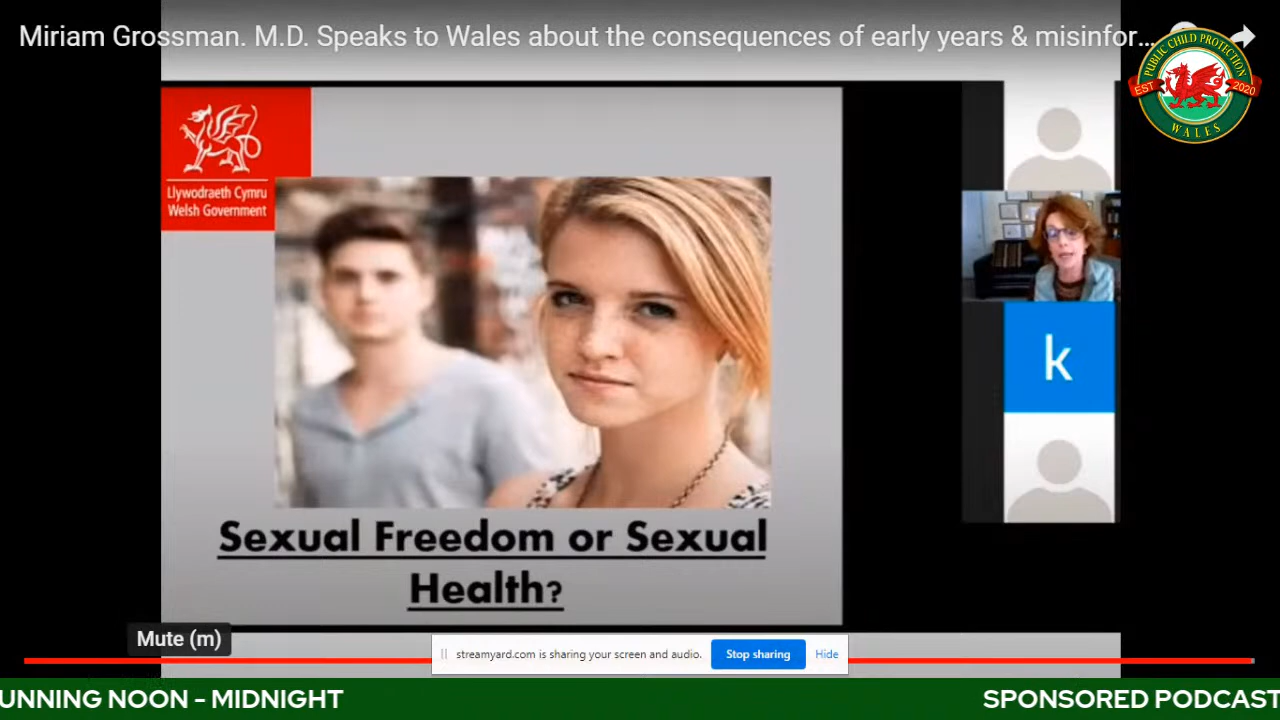 Miriam Grossman. M.D. Speaks to Wales about the consequences of early years & misinfor...
PUBLIC CHILD PROTECTION
EST 2020
WALES
Llywodraeth Cymru
Welsh Government
k
Sexual Freedom or Sexual
Health?
Mute (m)
streamyard.com is sharing your screen and audio. Stop sharing Hide
UNNING NOON - MIDNIGHT SPONSORED PODCAST